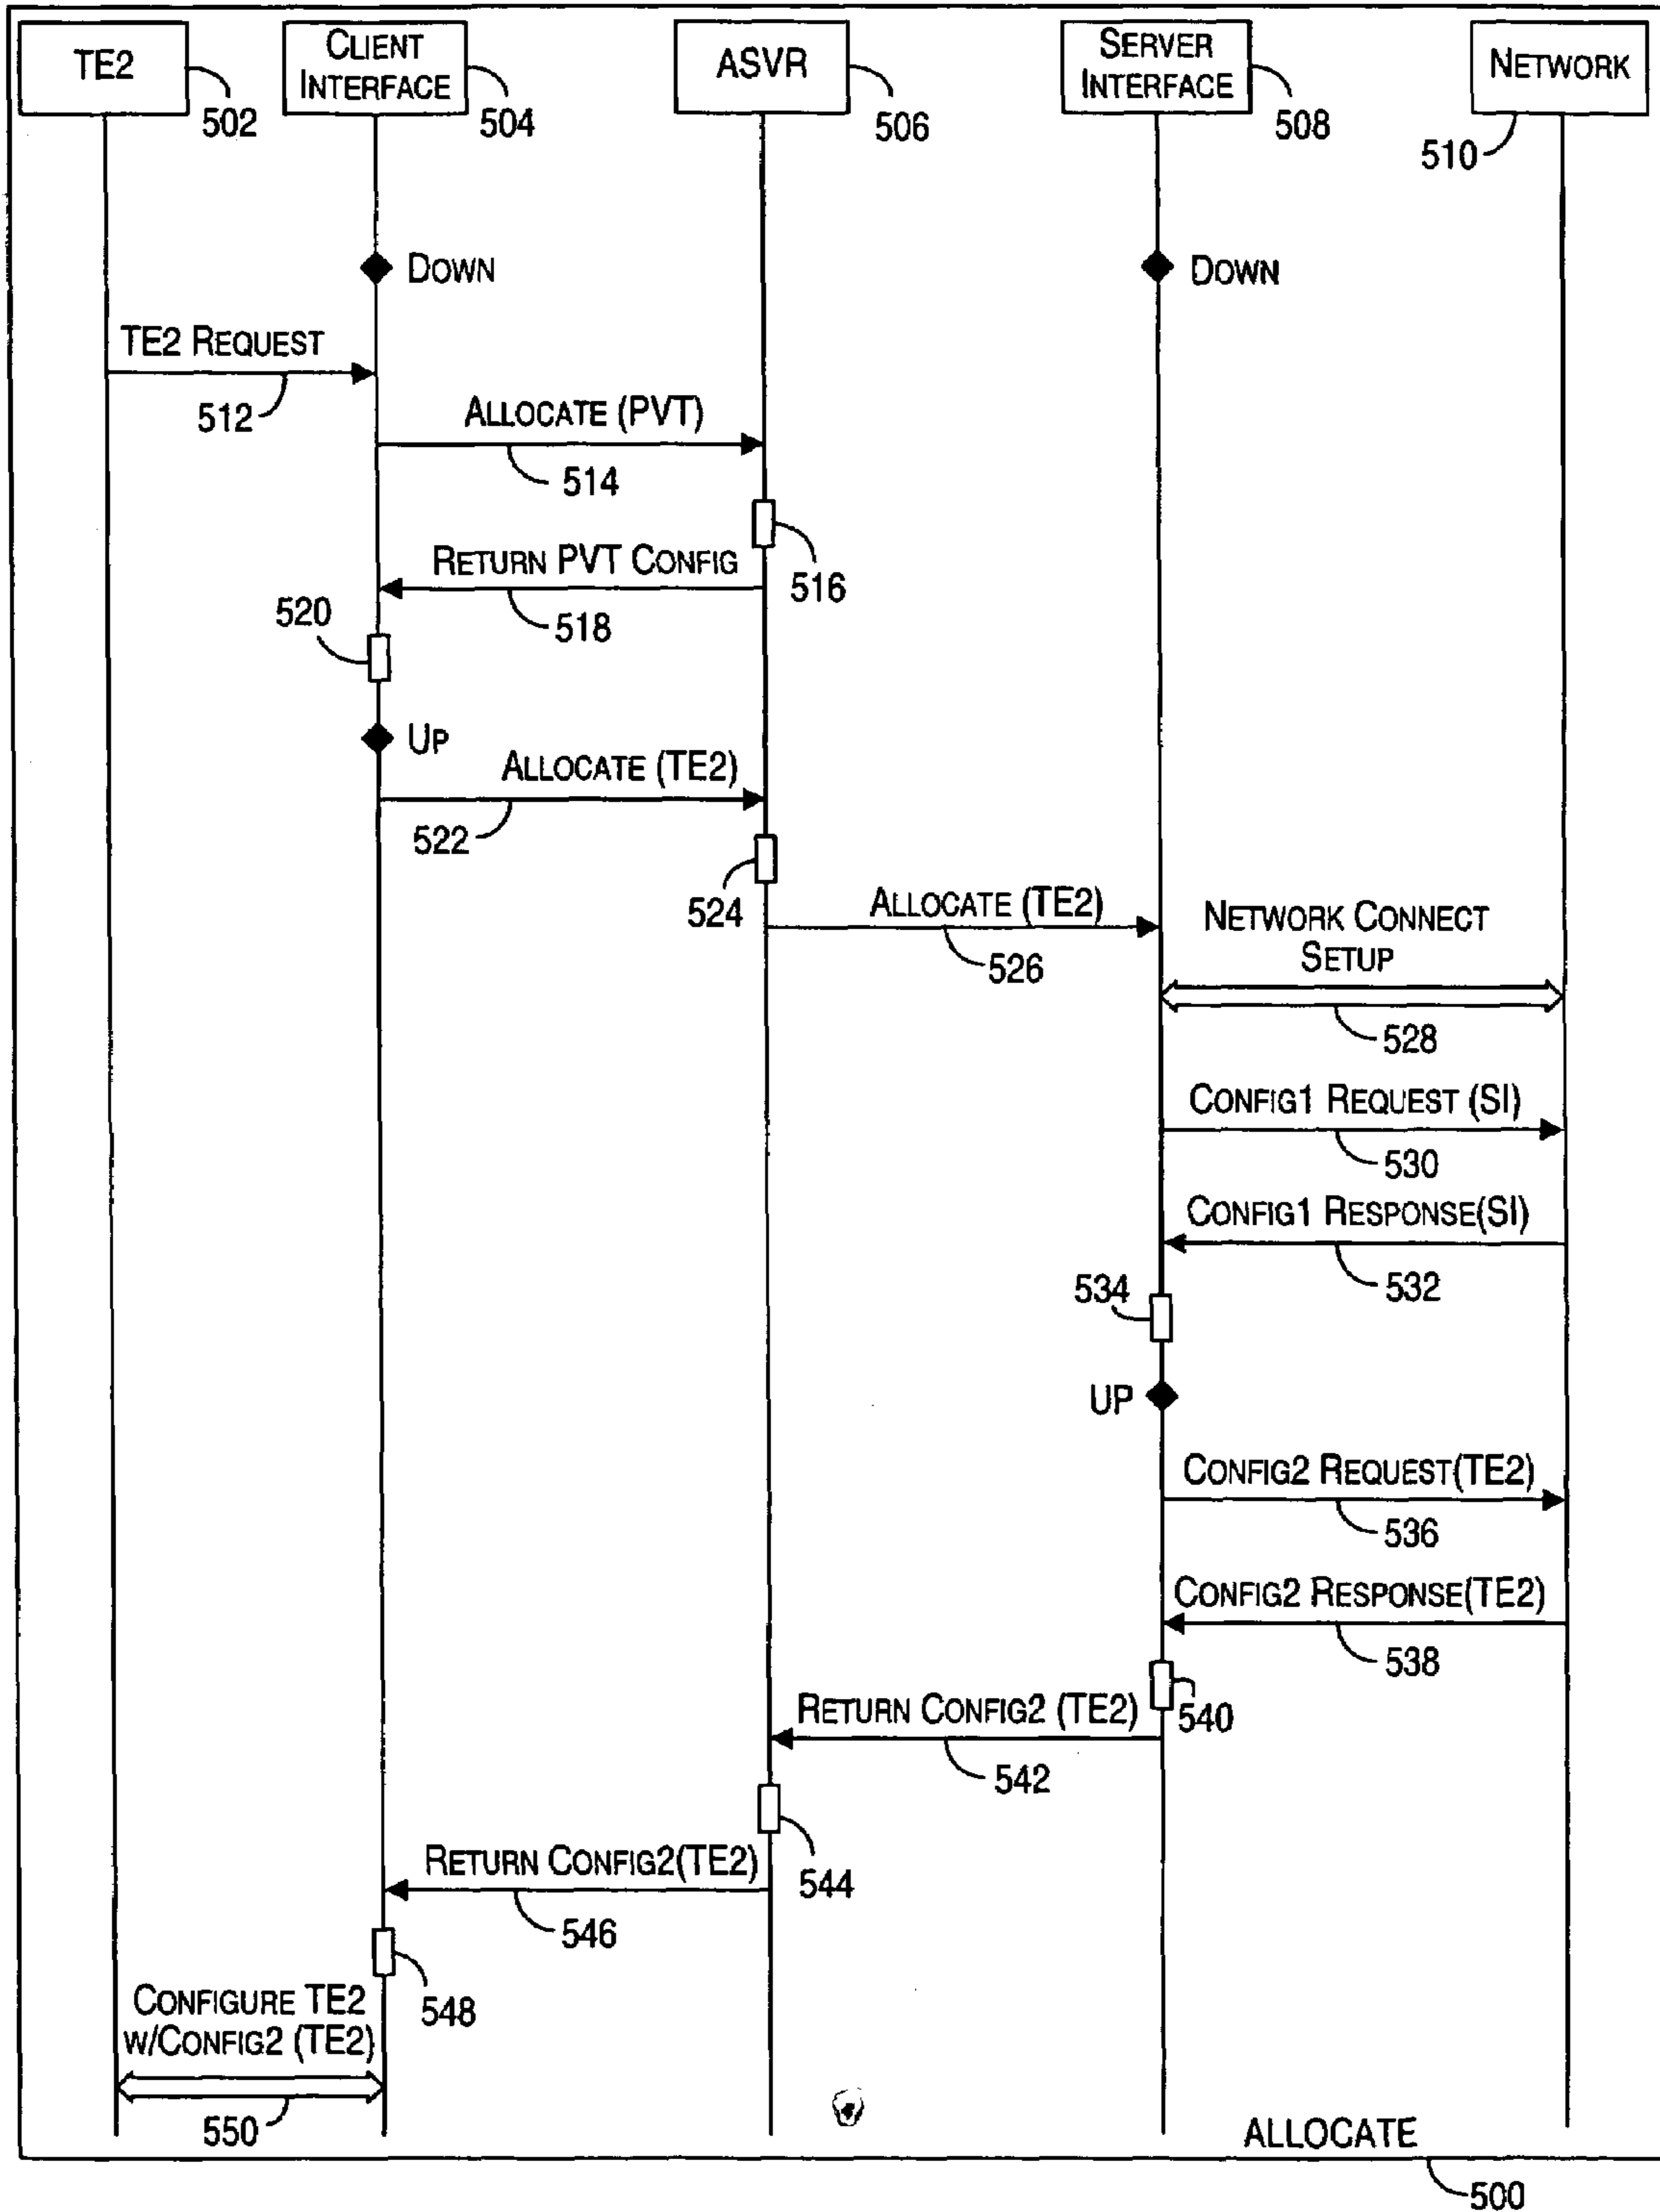 TE2
502
CLIENT
INTERFACE
504
ASVR
506
SERVER
INTERFACE
508
NETWORK
510
DOWN
DOWN
TE2 REQUEST
512
ALLOCATE (PVT)
514
516
RETURN PVT CONFIG
518
520
UP
ALLOCATE (TE2)
522
524
ALLOCATE (TE2)
526
NETWORK CONNECT
SETUP
528
CONFIG1 REQUEST (SI)
530
CONFIG1 RESPONSE(SI)
532
534
UP
CONFIG2 REQUEST(TE2)
536
CONFIG2 RESPONSE(TE2)
538
540
RETURN CONFIG2 (TE2)
542
544
RETURN CONFIG2(TE2)
546
548
CONFIGURE TE2
W/CONFIG2 (TE2)
550
ALLOCATE
500